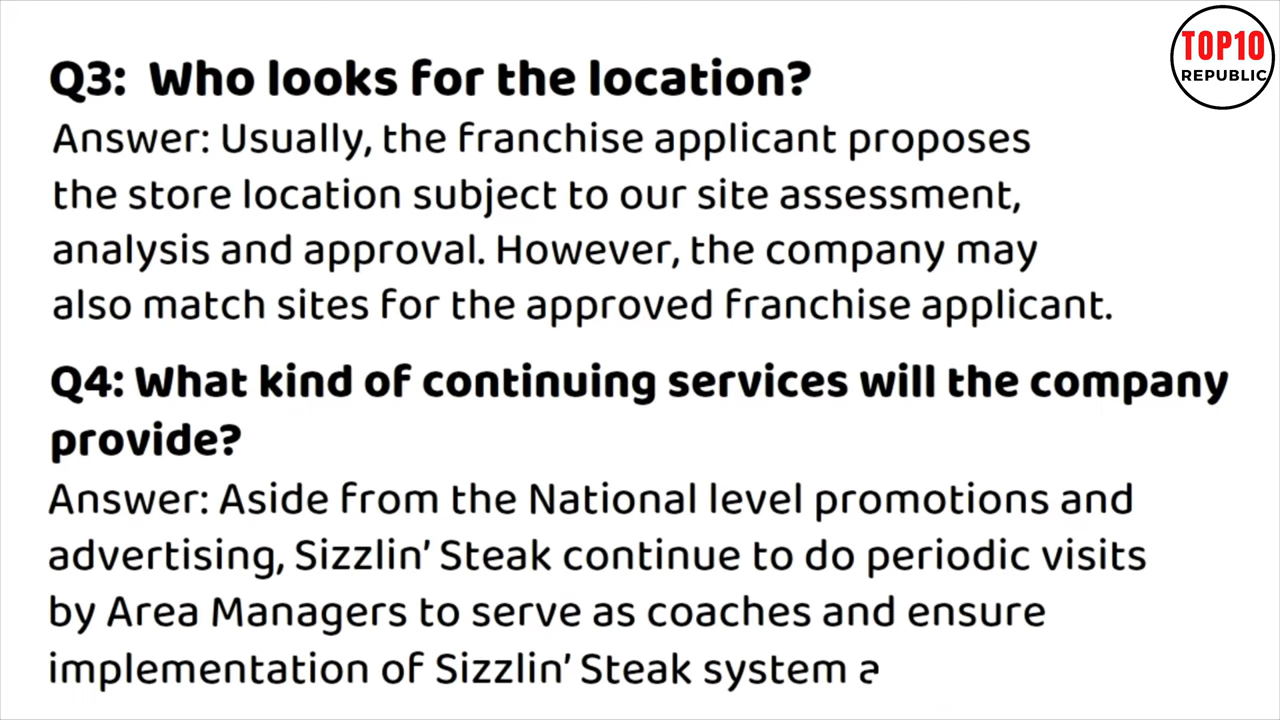 TOP10
REPUBLIC
Q3: Who looks for the location?
Answer: Usually, the franchise applicant proposes
the store location subject to our site assessment,
analysis and approval. However, the company may
also match sites for the approved franchise applicant.
Q4: What kind of continuing services will the company
provide?
Answer: Aside from the National level promotions and
advertising, Sizzlin’ Steak continue to do periodic visits
by Area Managers to serve as coaches and ensure
implementation of Sizzlin’ Steak system